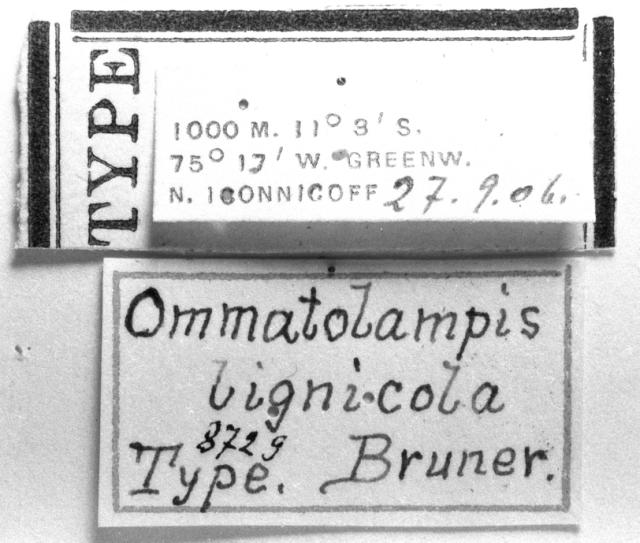 TYPE
1000 M. 11° 3' S.
75° 17' W. GREENW.
N. ICONNICOFF 27.9.06.
Ommatolampis
lignicola
8729
Type. Bruner.